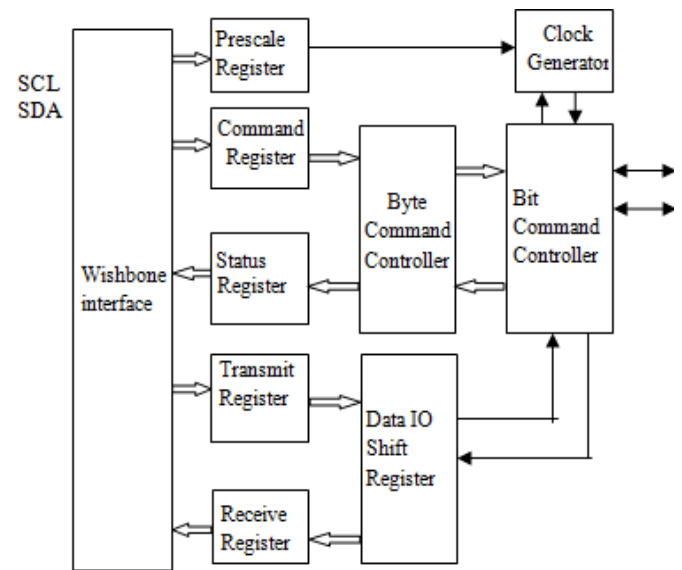 Prescale
Register
Clock
Generator
SCL
SDA
Command
Register
Byte
Command
Controller
Bit
Command
Controller
Wishbone
interface
Status
Register
Transmit
Register
Data IO
Shift
Register
Receive
Register